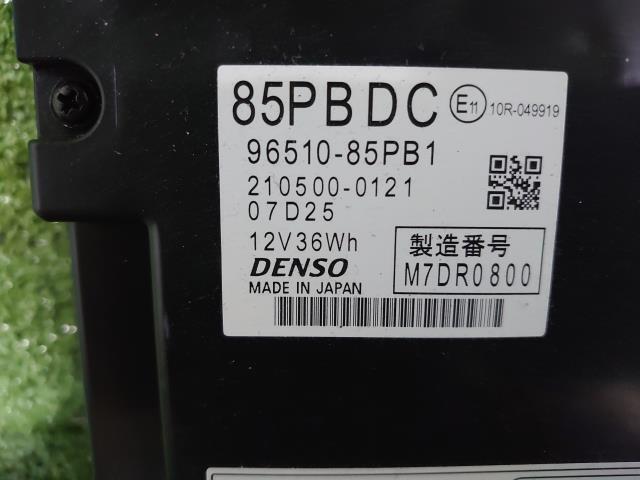 85PBDC E11 10R-049919
96510-85PB1
210500-0121
07D25
12V36Wh
DENSO
MADE IN JAPAN
製造番号
M7DR0800